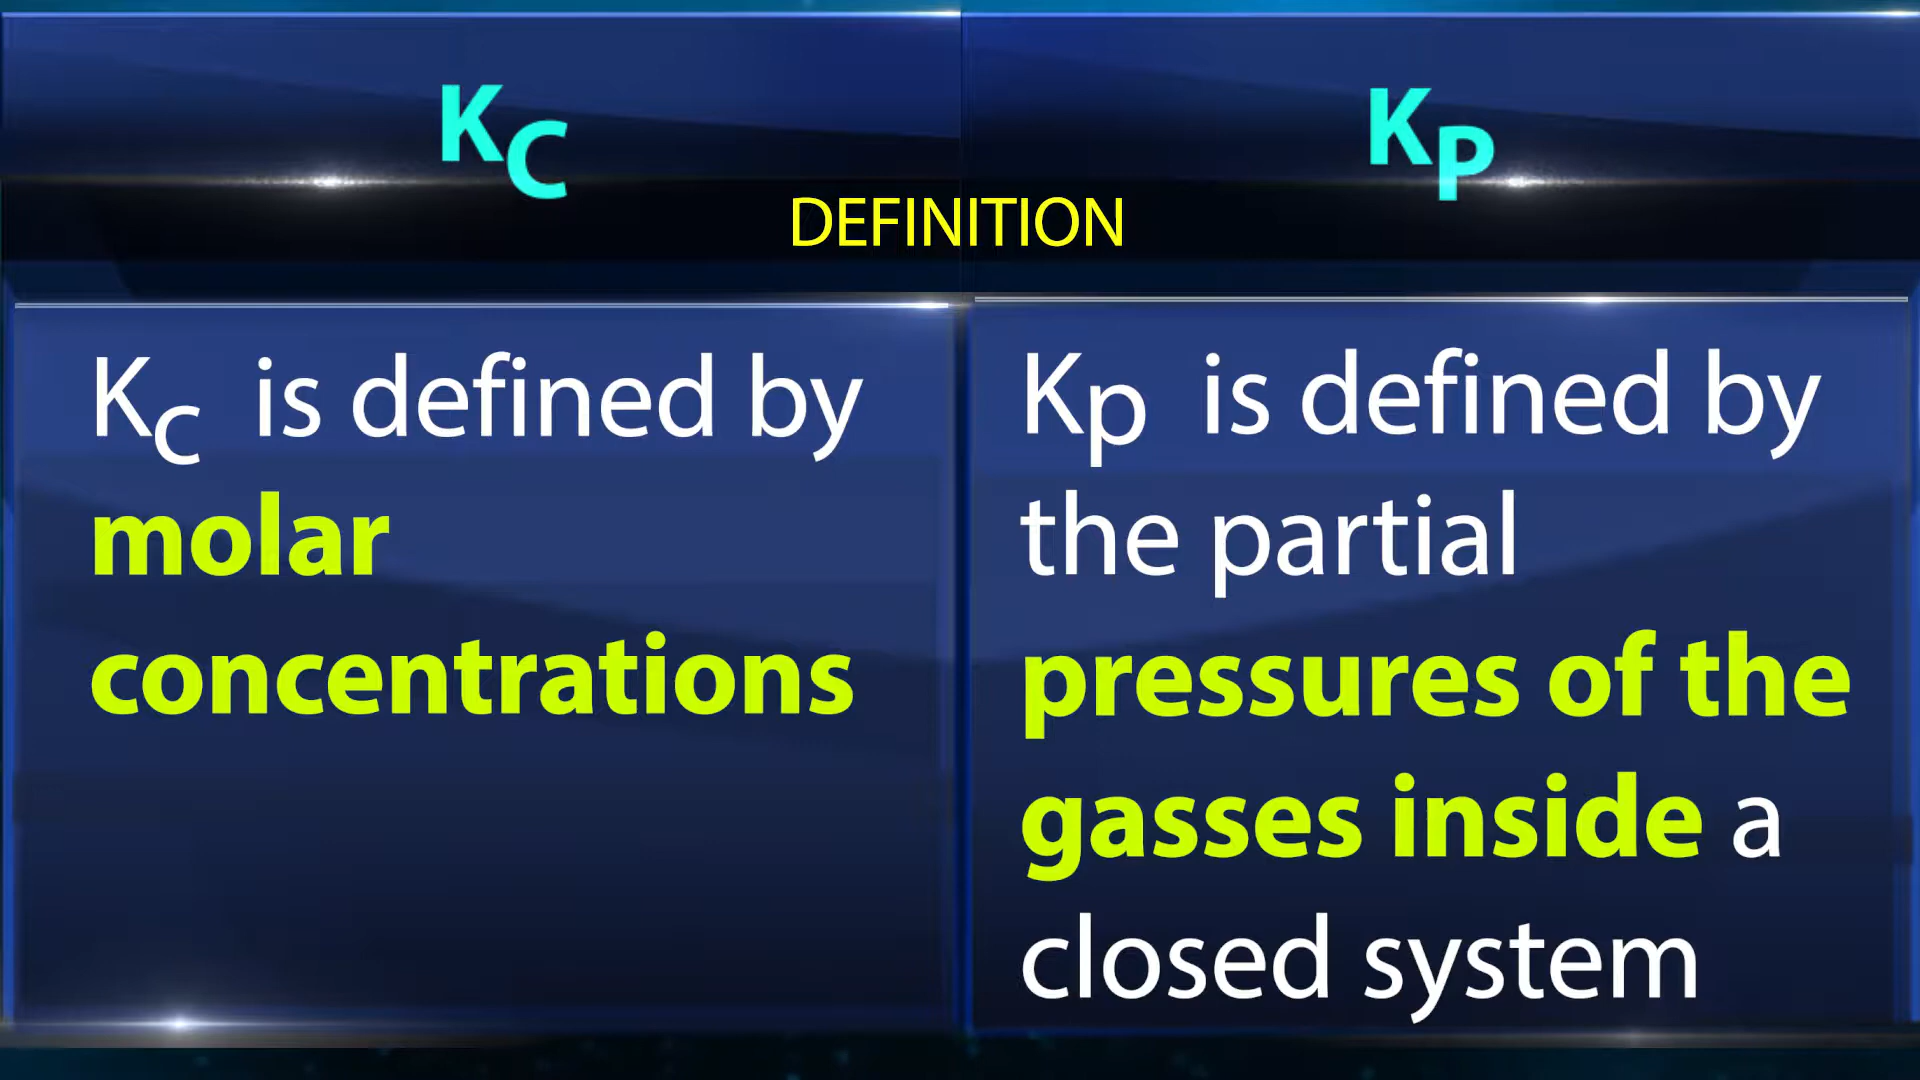 KC
KP
DEFINITION
KC is defined by
molar
concentrations
Kp is defined by
the partial
pressures of the
gasses inside a
closed system